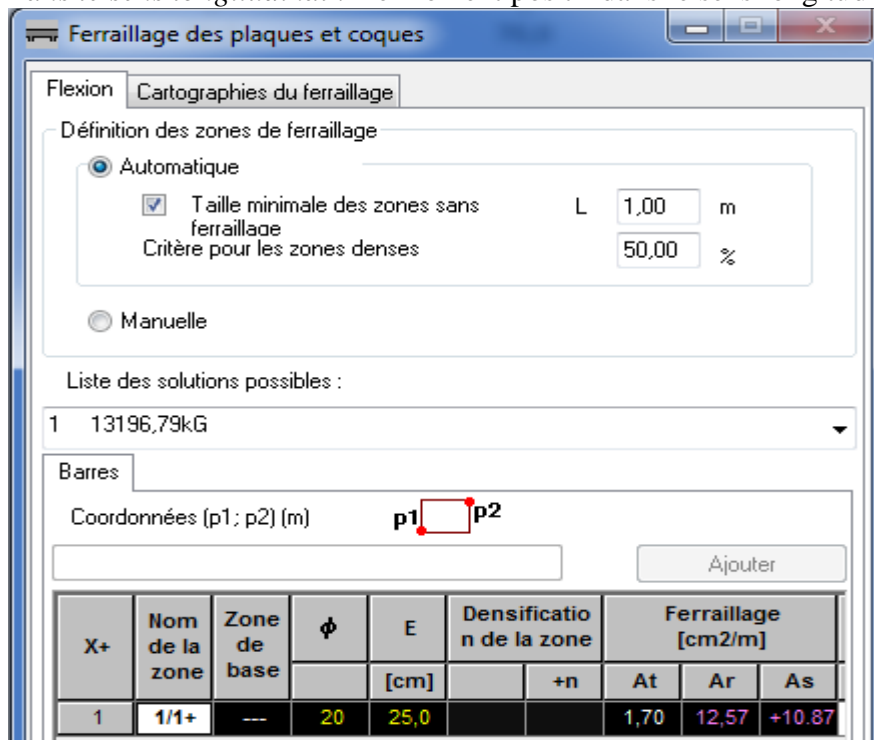 Ferraillage des plaques et coques
Flexion Cartographies du ferraillage
Définition des zones de ferraillage
Automatique
Taille minimale des zones sans L 1,00 m
ferraillage
Critère pour les zones denses 50,00 %
Manuelle
Liste des solutions possibles :
1 13196,79kG
Barres
Coordonnées (p1; p2) (m) p1 p2
Ajouter
X+ Nom de la zone Zone de base ϕ E Densificatio n de la zone Ferraillage [cm2/m]
[cm] +n At Ar As
1 1/1+ --- 20 25,0 1,70 12,57 +10.87